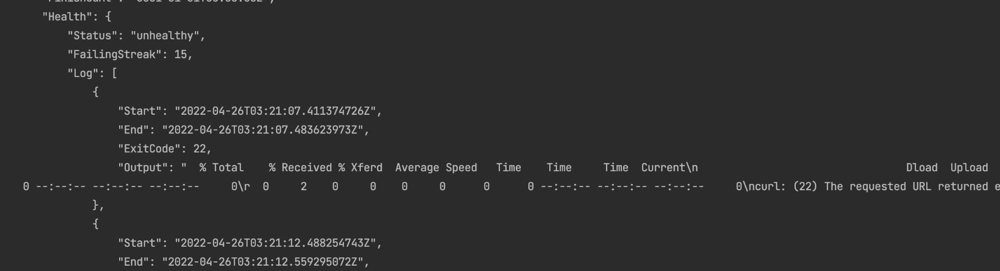 "Health": {
"Status": "unhealthy",
"FailingStreak": 15,
"Log": [
{
"Start": "2022-04-26T03:21:07.411374726Z",
"End": "2022-04-26T03:21:07.483623973Z",
"ExitCode": 22,
"Output": "  % Total    % Received % Xferd  Average Speed   Time    Time     Time  Current\n                                 Dload  Upload
0 --:--:-- --:--:-- --:--:--     0\r  0     2    0     0    0     0      0      0 --:--:-- --:--:-- --:--:--     0\ncurl: (22) The requested URL returned e
},
{
"Start": "2022-04-26T03:21:12.488254743Z",
"End": "2022-04-26T03:21:12.559295072Z",